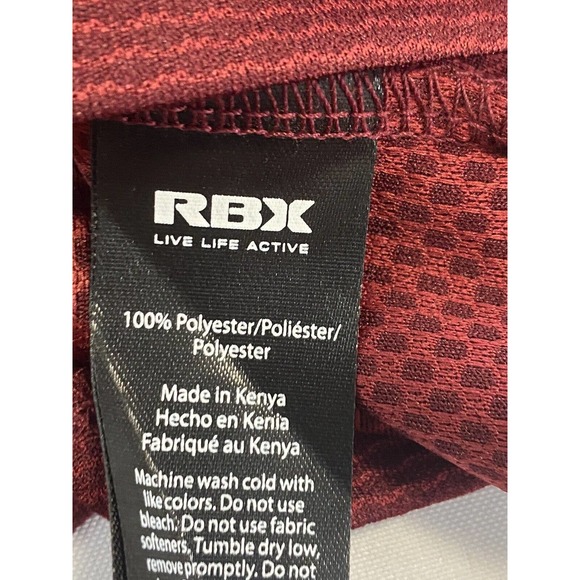 RBX
LIVE LIFE ACTIVE
100% Polyester/Poliéster/
Polyester
Made in Kenya
Hecho en Kenia
Fabriqué au Kenya
Machine wash cold with
like colors. Do not use
bleach. Do not use fabric
softeners. Tumble dry low,
remove promptly. Do not